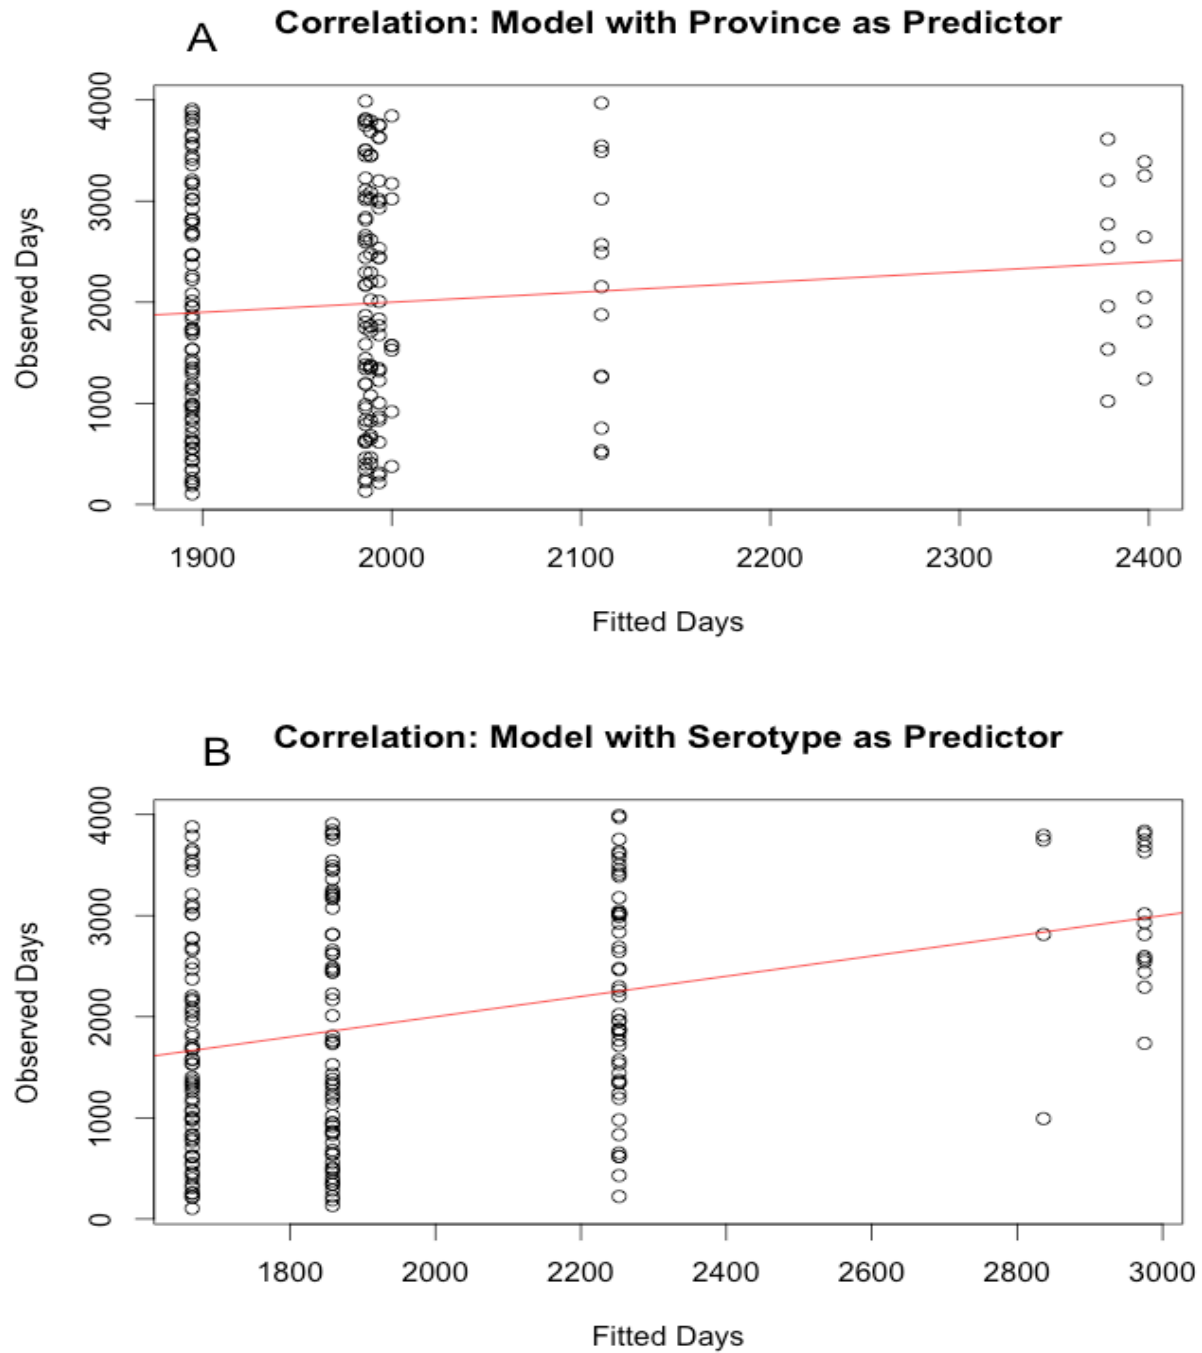 A Correlation: Model with Province as Predictor
Observed Days
4000
3000
2000
1000
0
1900 2000 2100 2200 2300 2400
Fitted Days
B Correlation: Model with Serotype as Predictor
Observed Days
4000
3000
2000
1000
0
1800 2000 2200 2400 2600 2800 3000
Fitted Days